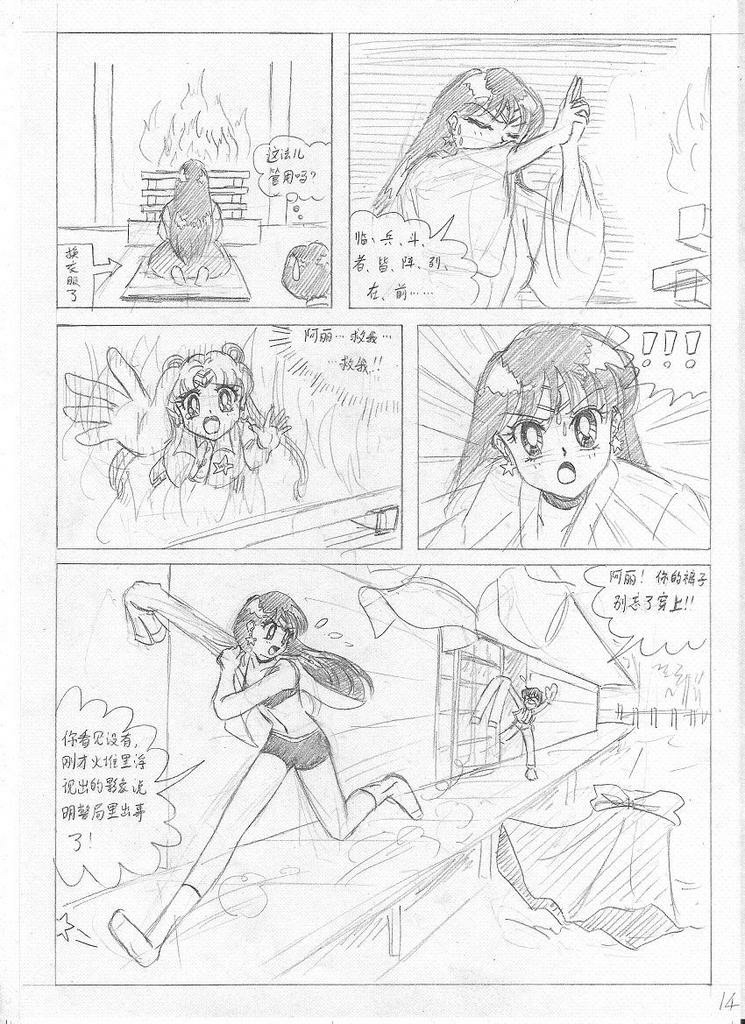 这法儿
管用吗?
换
衣
服
了
临、兵、斗、
者、皆、阵、列、
在、前……
阿丽…救我…
救我!!
!!!
阿丽!你的裤子
别忘了穿上!!
你看见没有,
刚才火堆里浮
现出的影象说
明警局里出事
了!
14